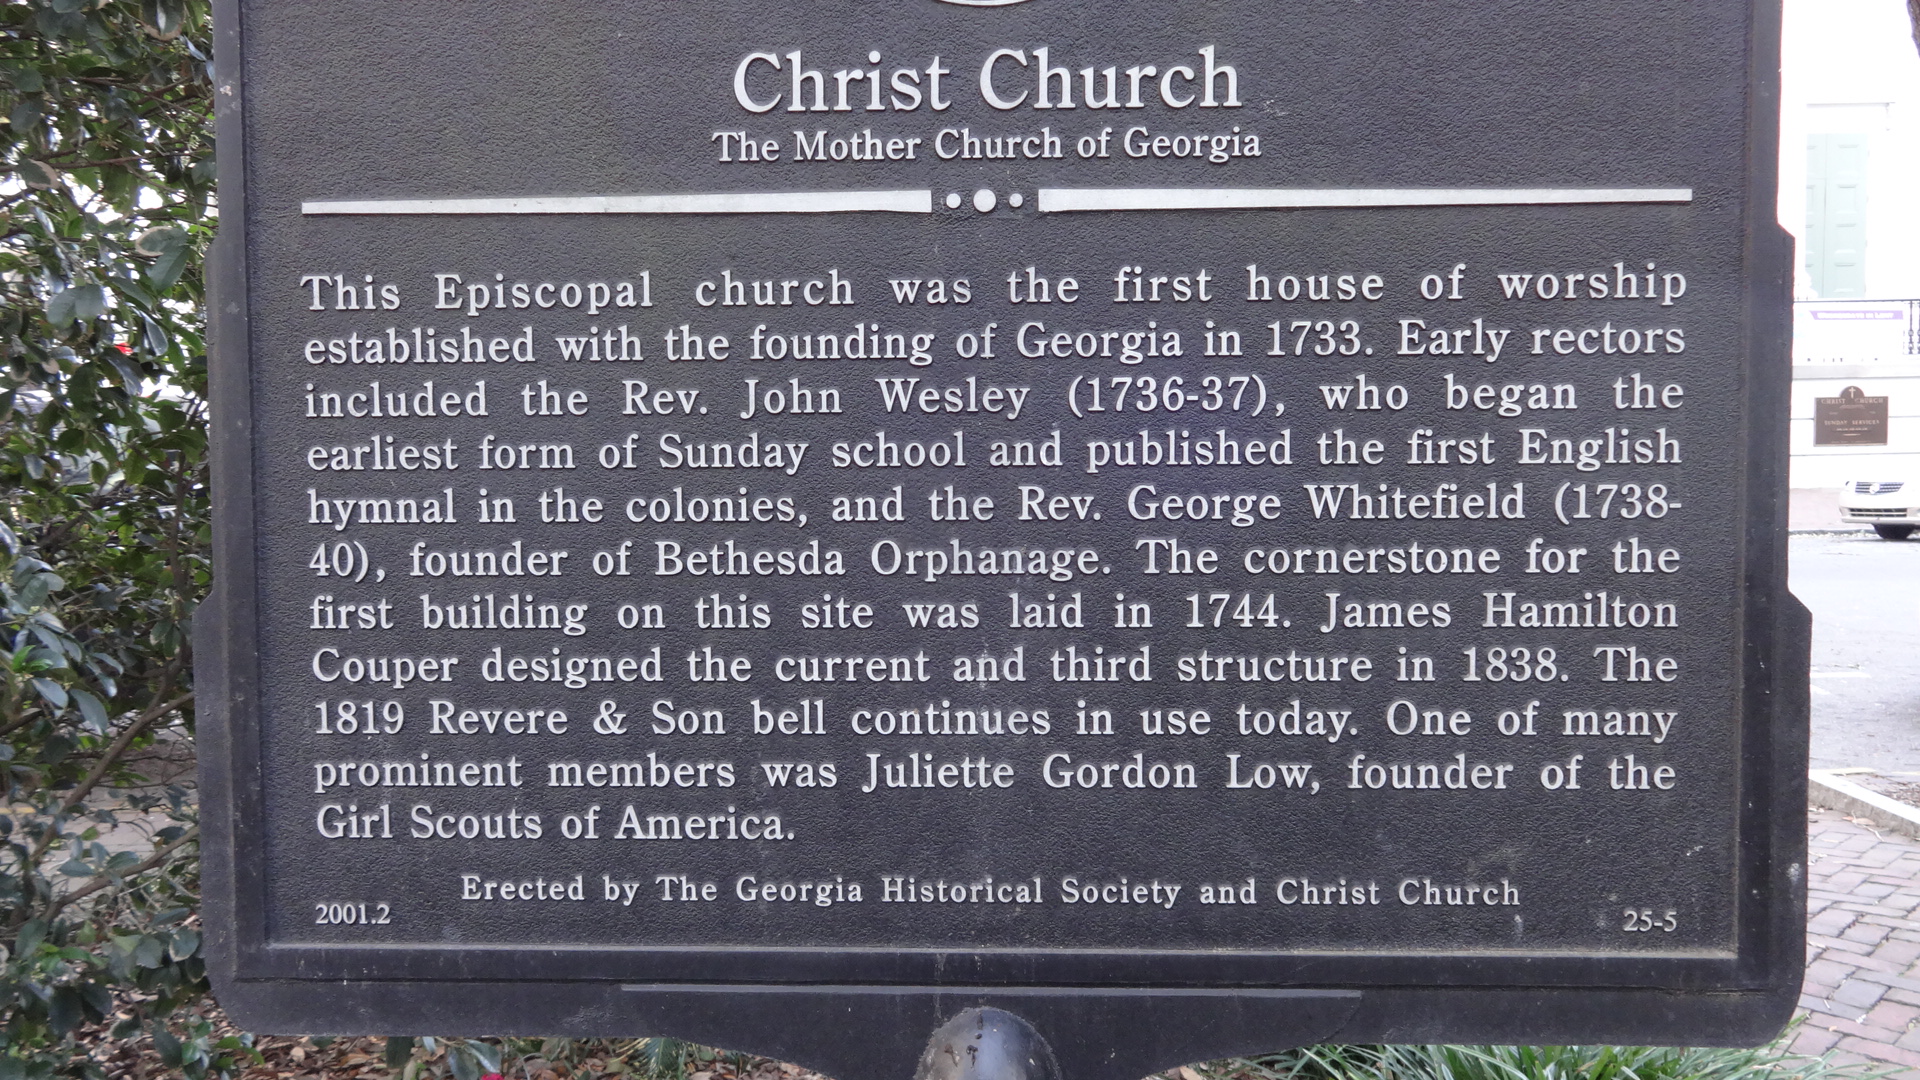 Christ Church
The Mother Church of Georgia
This Episcopal church was the first house of worship
established with the founding of Georgia in 1733. Early rectors
included the Rev. John Wesley (1736-37), who began the
earliest form of Sunday school and published the first English
hymnal in the colonies, and the Rev. George Whitefield (1738-
40), founder of Bethesda Orphanage. The cornerstone for the
first building on this site was laid in 1744. James Hamilton
Couper designed the current and third structure in 1838. The
1819 Revere & Son bell continues in use today. One of many
prominent members was Juliette Gordon Low, founder of the
Girl Scouts of America.
Erected by The Georgia Historical Society and Christ Church
2001.2
25-5
CHRIST CHURCH
SUNDAY SERVICES